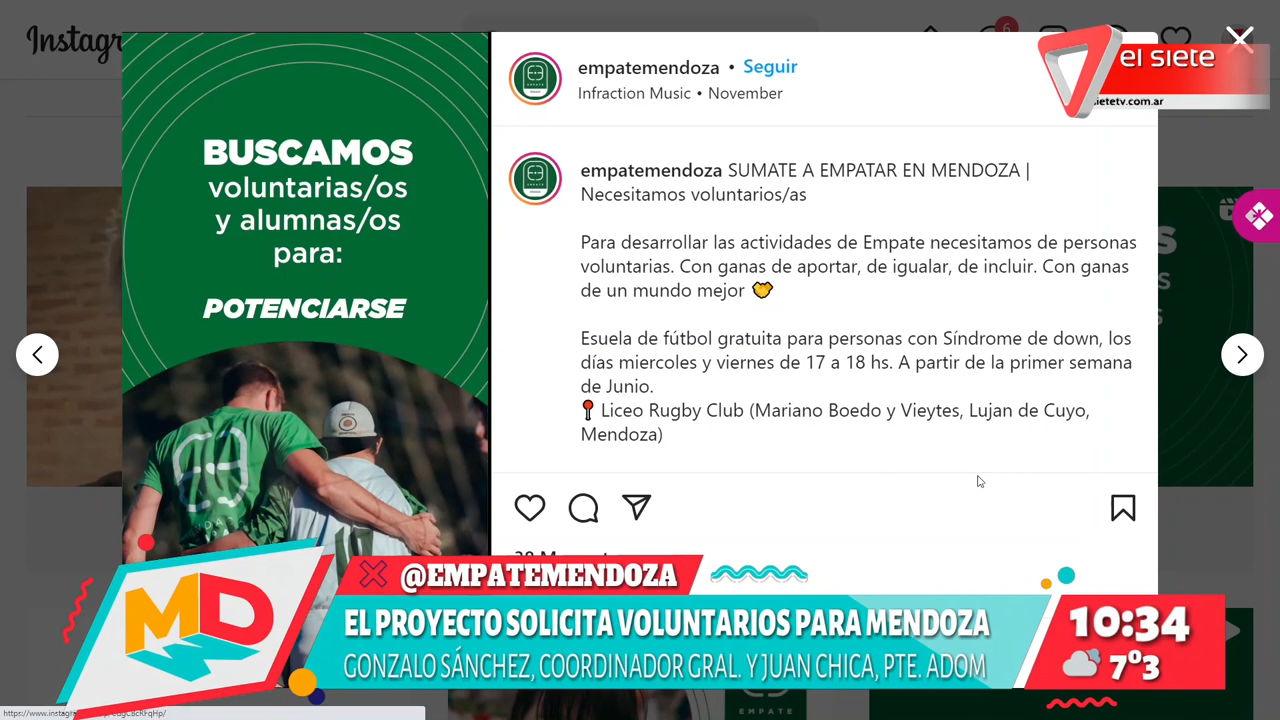 Instagr
6
el siete
sietetv.com.ar
BUSCAMOS
voluntarias/os
y alumnas/os
para:
POTENCIARSE
empatemendoza • Seguir
Infraction Music • November
empatemendoza SUMATE A EMPATAR EN MENDOZA |
Necesitamos voluntarios/as
Para desarrollar las actividades de Empate necesitamos de personas
voluntarias. Con ganas de aportar, de igualar, de incluir. Con ganas
de un mundo mejor
Esuela de fútbol gratuita para personas con Síndrome de down, los
días miercoles y viernes de 17 a 18 hs. A partir de la primer semana
de Junio.
Liceo Rugby Club (Mariano Boedo y Vieytes, Lujan de Cuyo,
Mendoza)
MD
@EMPATEMENDOZA
EL PROYECTO SOLICITA VOLUNTARIOS PARA MENDOZA
GONZALO SÁNCHEZ, COORDINADOR GRAL. Y JUAN CHICA, PTE. ADOM
10:34
7º3
EMPATE